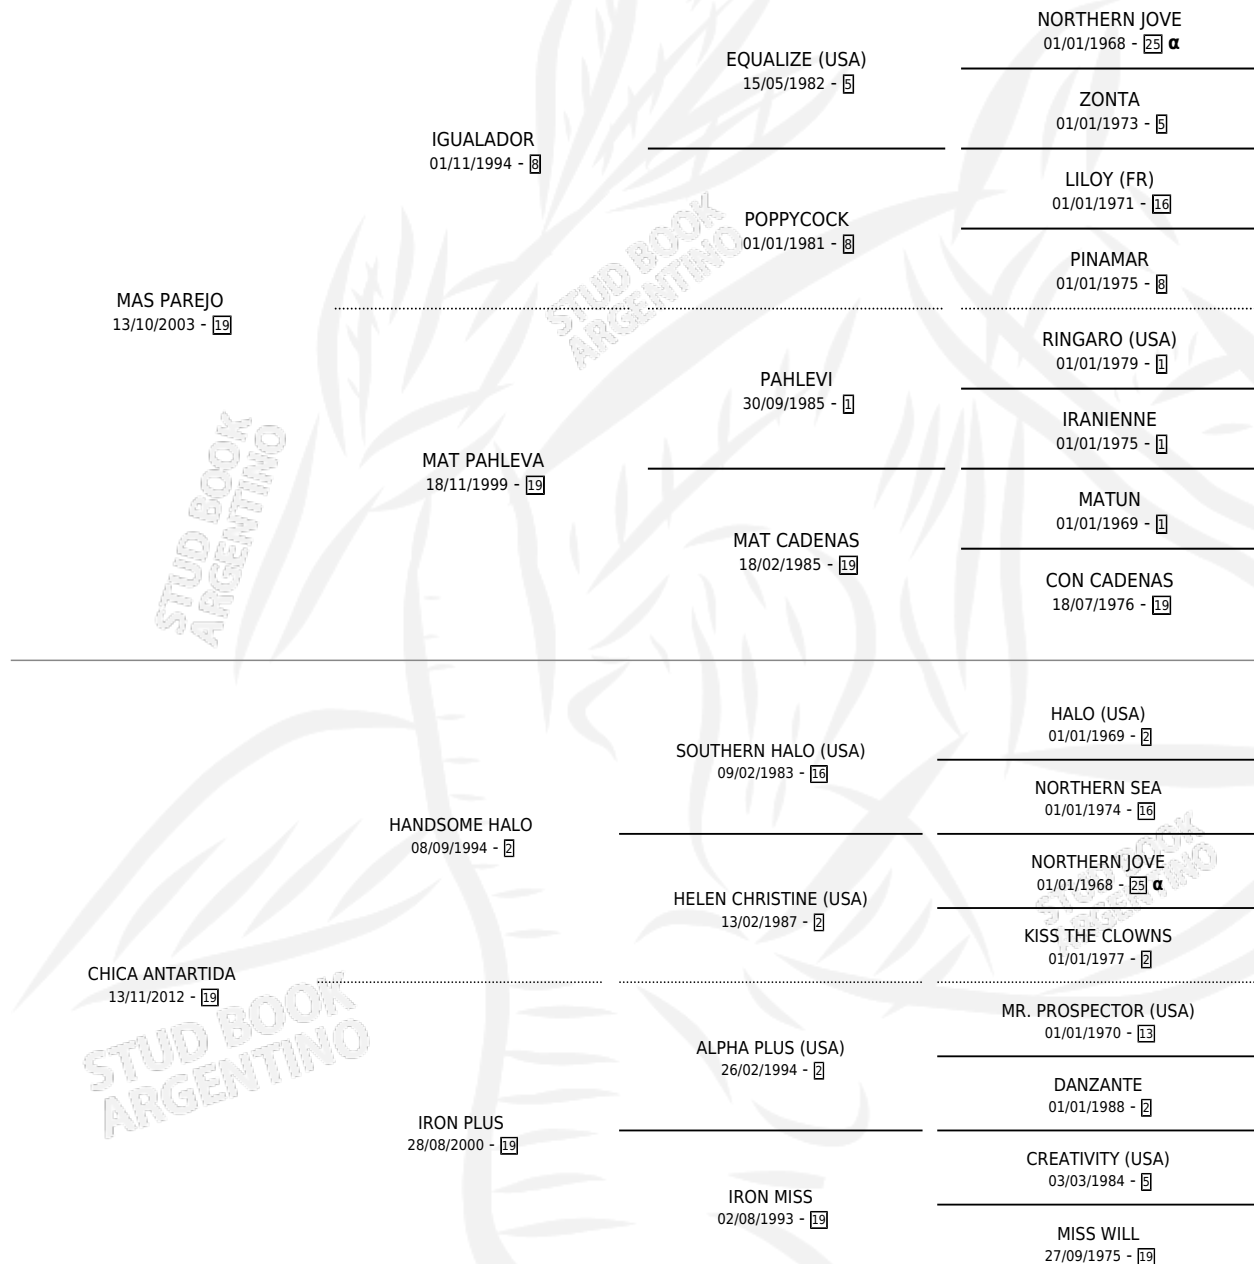 NORTHERN JOVE
01/01/1968 - 25 α
EQUALIZE (USA)
15/05/1982 - 5
ZONTA
01/01/1973 - 5
IGUALADOR
01/11/1994 - 8
LILOY (FR)
01/01/1971 - 16
POPPYCOCK
01/01/1981 - 8
PINAMAR
01/01/1975 - 8
MAS PAREJO
13/10/2003 - 19
RINGARO (USA)
01/01/1979 - 1
PAHLEVI
30/09/1985 - 1
IRANIENNE
01/01/1975 - 1
MAT PAHLEVA
18/11/1999 - 19
MATUN
01/01/1969 - 1
MAT CADENAS
18/02/1985 - 19
CON CADENAS
18/07/1976 - 19
HALO (USA)
01/01/1969 - 2
SOUTHERN HALO (USA)
09/02/1983 - 16
NORTHERN SEA
01/01/1974 - 16
HANDSOME HALO
08/09/1994 - 2
NORTHERN JOVE
01/01/1968 - 25 α
HELEN CHRISTINE (USA)
13/02/1987 - 2
KISS THE CLOWNS
01/01/1977 - 2
CHICA ANTARTIDA
13/11/2012 - 19
MR. PROSPECTOR (USA)
01/01/1970 - 13
ALPHA PLUS (USA)
26/02/1994 - 2
DANZANTE
01/01/1988 - 2
IRON PLUS
28/08/2000 - 19
CREATIVITY (USA)
03/03/1984 - 5
IRON MISS
02/08/1993 - 19
MISS WILL
27/09/1975 - 19
STUD BOOK
ARGENTINO
STUD BOOK
ARGENTINO
STUD BOOK
ARGENTINO
STUD BOOK
ARGENTINO